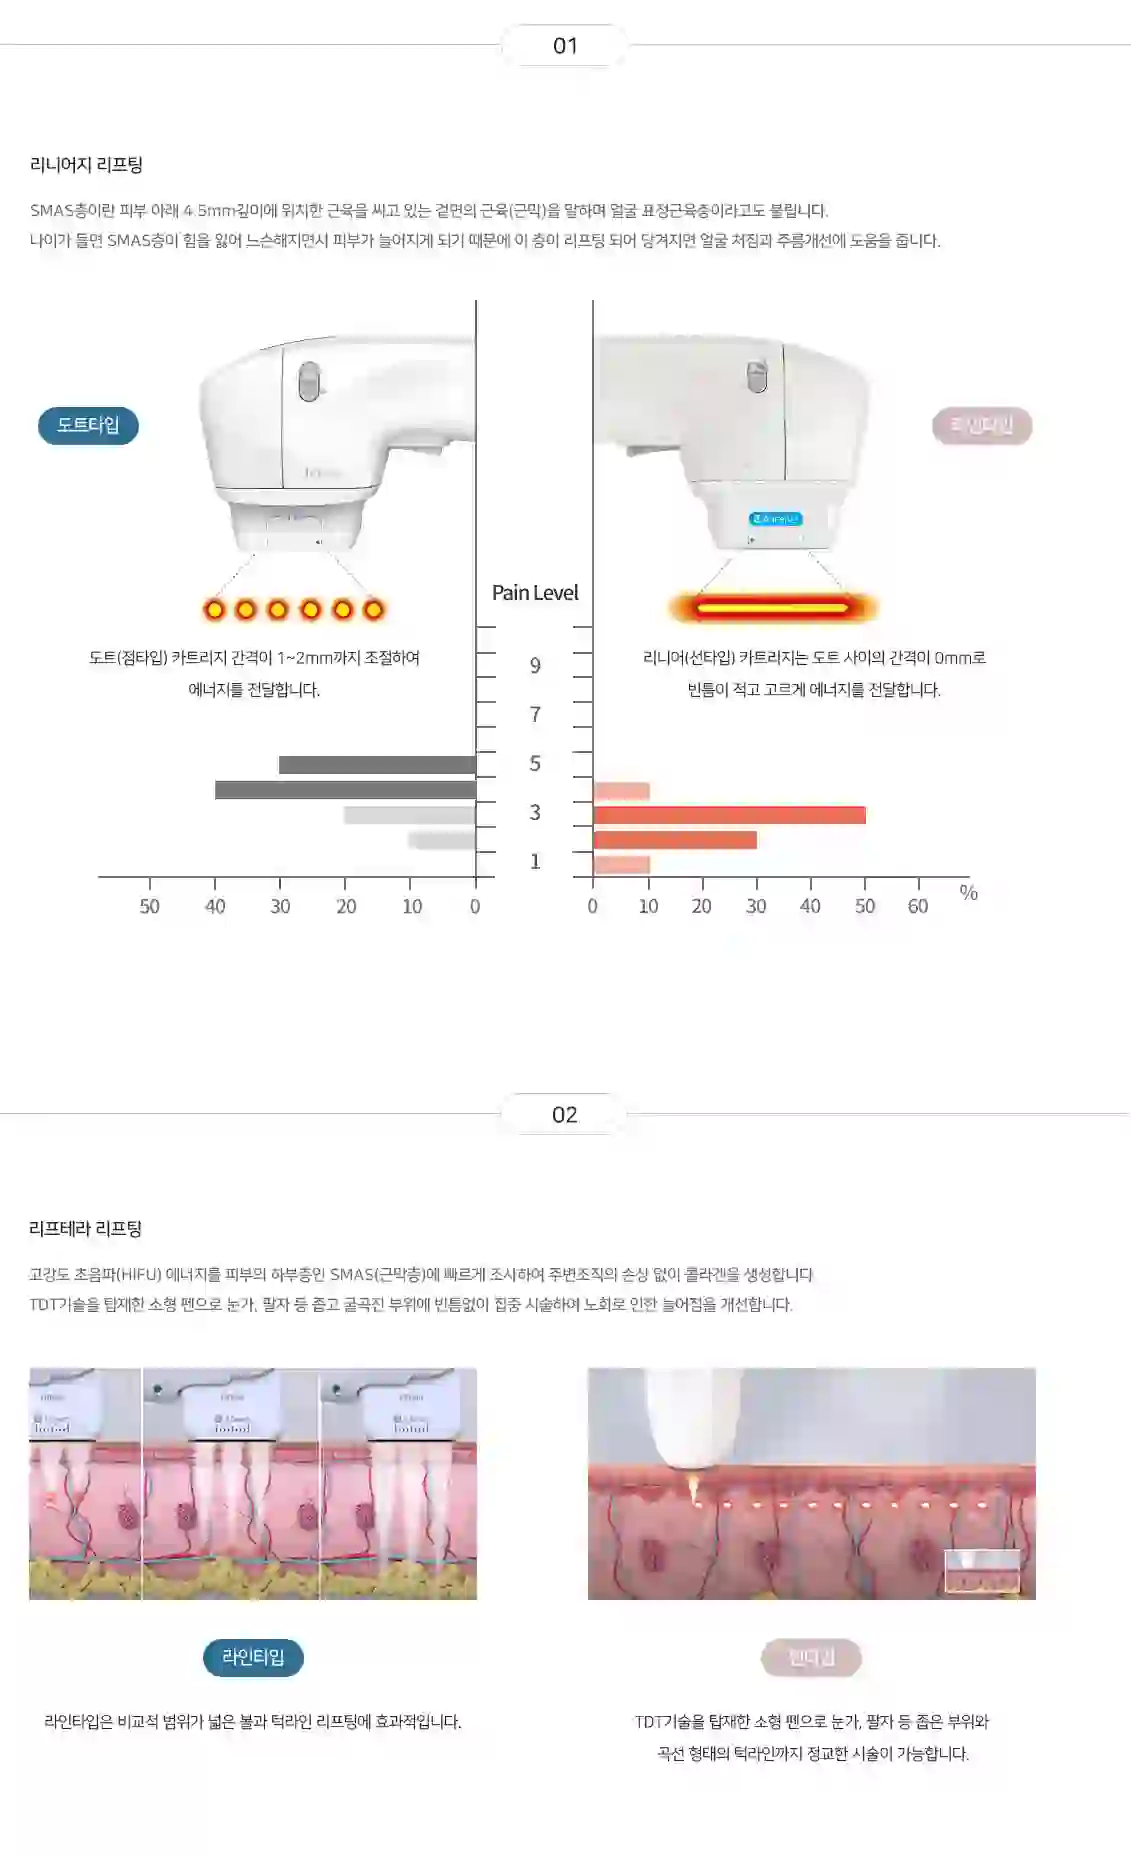 01
리니어지 리프팅
SMAS층이란 피부 아래 4.5mm깊이에 위치한 근육을 싸고 있는 겉면의 근육(근막)을 말하며 얼굴 표정근육층이라고도 불립니다.
나이가 들면 SMAS층이 힘을 잃어 느슨해지면서 피부가 늘어지게 되기 때문에 이 층이 리프팅 되어 당겨지면 얼굴 처짐과 주름개선에 도움을 줍니다.
도트타입
라인타입
Pain Level
도트(점타입) 카트리지 간격이 1~2mm까지 조절하여
에너지를 전달합니다.
리니어(선타입) 카트리지는 도트 사이의 간격이 0mm로
빈틈이 적고 고르게 에너지를 전달합니다.
9
7
5
3
1
50 40 30 20 10 0
0 10 20 30 40 50 60 %
02
리프테라 리프팅
고강도 초음파(HIFU) 에너지를 피부의 하부층인 SMAS(근막층)에 빠르게 조사하여 주변조직의 손상 없이 콜라겐을 생성합니다
TDT기술을 탑재한 소형 펜으로 눈가, 팔자 등 좁고 굴곡진 부위에 빈틈없이 집중 시술하여 노화로 인한 늘어짐을 개선합니다.
라인타입
펜타입
라인타입은 비교적 범위가 넓은 볼과 턱라인 리프팅에 효과적입니다.
TDT기술을 탑재한 소형 펜으로 눈가, 팔자 등 좁은 부위와
곡선 형태의 턱라인까지 정교한 시술이 가능합니다.